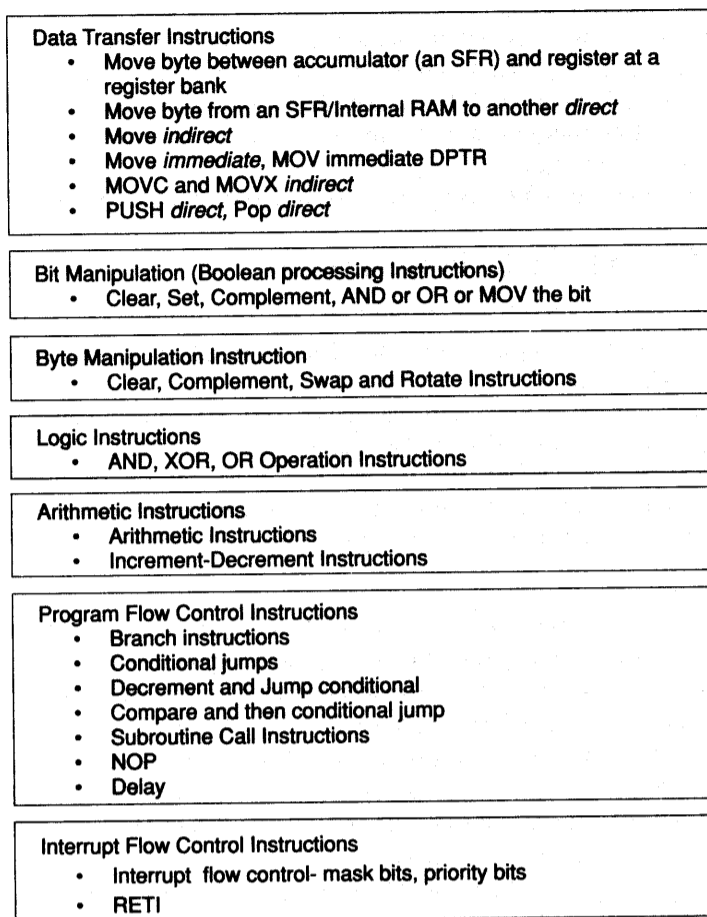 Data Transfer Instructions
• Move byte between accumulator (an SFR) and register at a
register bank
• Move byte from an SFR/Internal RAM to another direct
• Move indirect
• Move immediate, MOV immediate DPTR
• MOVC and MOVX indirect
• PUSH direct, Pop direct
Bit Manipulation (Boolean processing Instructions)
• Clear, Set, Complement, AND or OR or MOV the bit
Byte Manipulation Instruction
• Clear, Complement, Swap and Rotate Instructions
Logic Instructions
• AND, XOR, OR Operation Instructions
Arithmetic Instructions
• Arithmetic Instructions
• Increment-Decrement Instructions
Program Flow Control Instructions
• Branch instructions
• Conditional jumps
• Decrement and Jump conditional
• Compare and then conditional jump
• Subroutine Call Instructions
• NOP
• Delay
Interrupt Flow Control Instructions
• Interrupt flow control- mask bits, priority bits
• RETI